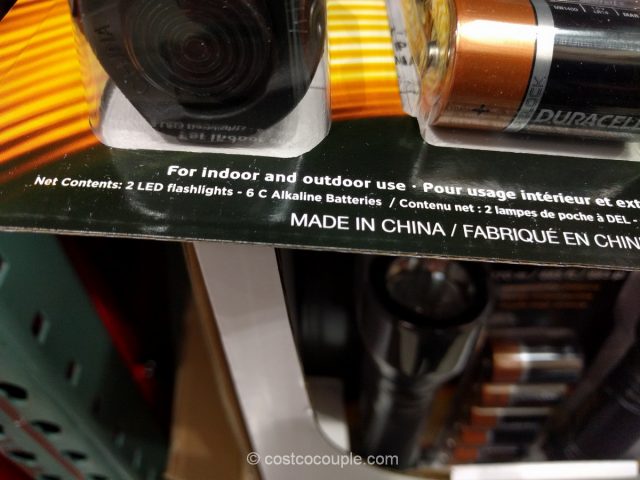 DURACELL
For indoor and outdoor use · Pour usage intérieur et ext
Net Contents: 2 LED flashlights - 6 C Alkaline Batteries / Contenu net : 2 lampes de poche à DEL -
MADE IN CHINA / FABRIQUÉ EN CHIN
© costcocouple.com